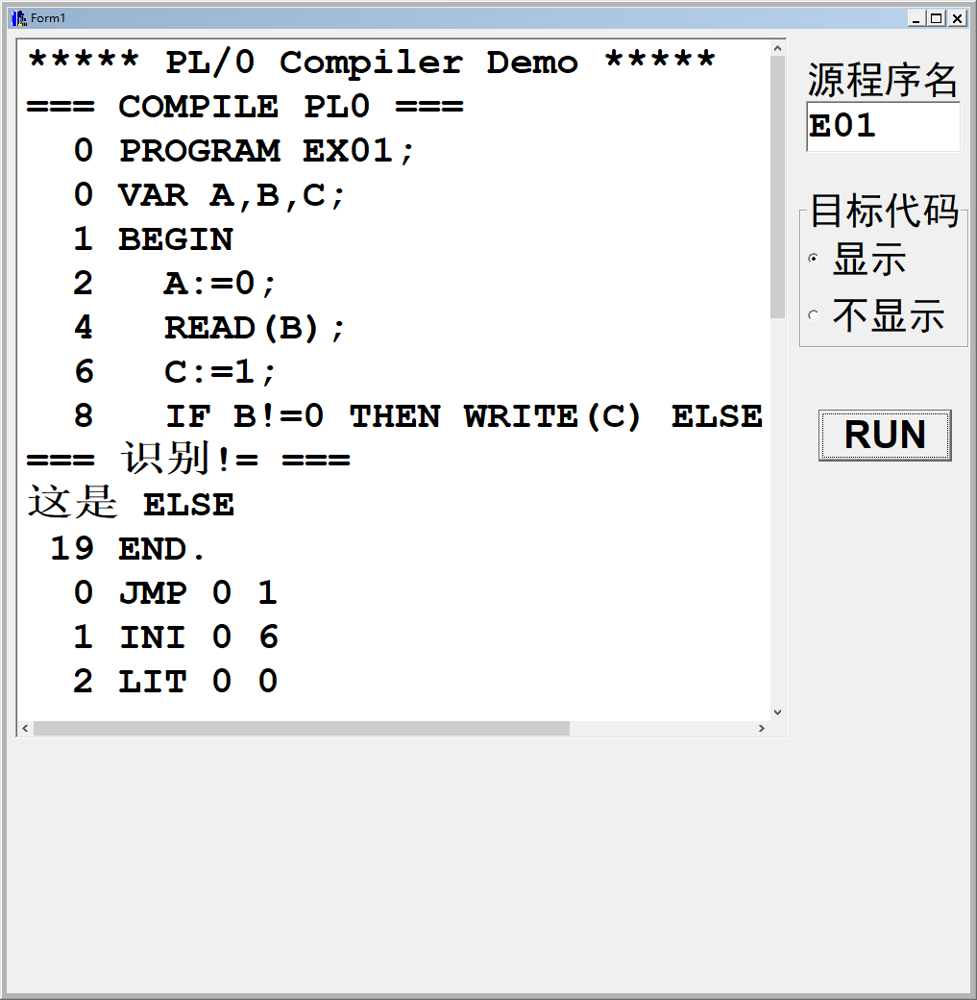 Form1
***** PL/0 Compiler Demo *****
=== COMPILE PL0 ===
0 PROGRAM EX01;
0 VAR A,B,C;
1 BEGIN
2 A:=0;
4 READ(B);
6 C:=1;
8 IF B!=0 THEN WRITE(C) ELSE
=== 识别!= ===
这是 ELSE
19 END.
0 JMP 0 1
1 INI 0 6
2 LIT 0 0
源程序名
E01
目标代码
显示
不显示
RUN